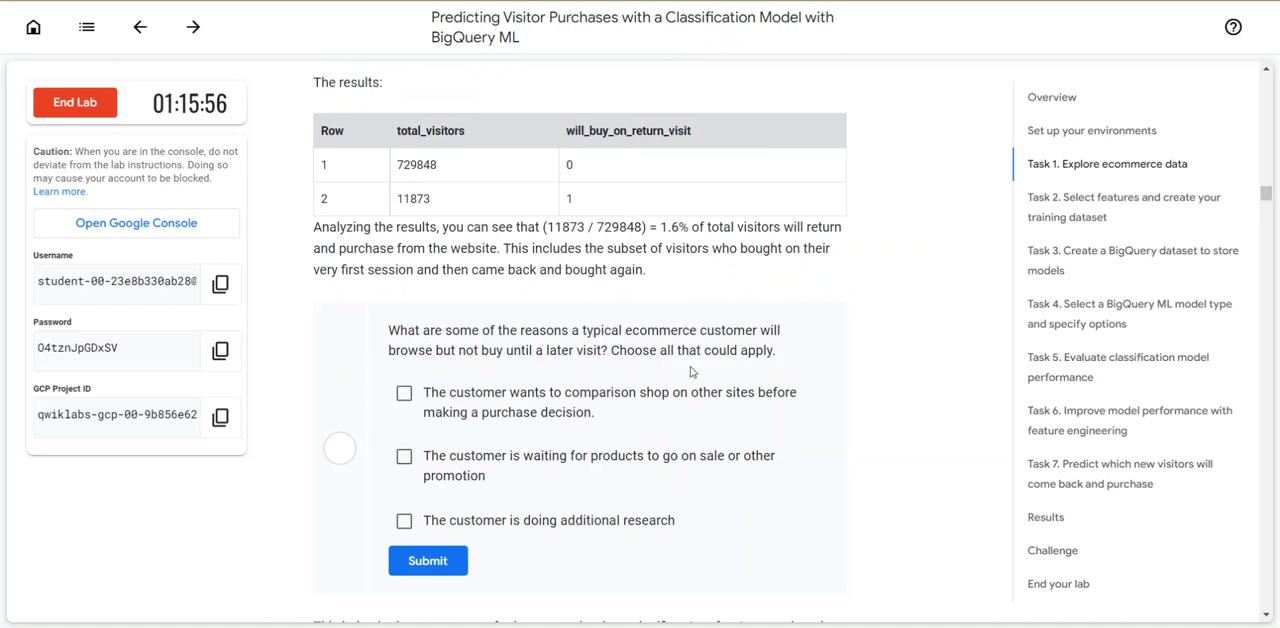 Predicting Visitor Purchases with a Classification Model with
BigQuery ML
End Lab
01:15:56
Caution: When you are in the console, do not
deviate from the lab instructions. Doing so
may cause your account to be blocked.
Learn more.
Open Google Console
Username
student-00-23e8b330ab28@
Password
O4tznJpGDxSV
GCP Project ID
qwiklabs-gcp-00-9b856e62
The results:
Row total_visitors will_buy_on_return_visit
1 729848 0
2 11873 1
Analyzing the results, you can see that (11873 / 729848) = 1.6% of total visitors will return
and purchase from the website. This includes the subset of visitors who bought on their
very first session and then came back and bought again.
What are some of the reasons a typical ecommerce customer will
browse but not buy until a later visit? Choose all that could apply.
The customer wants to comparison shop on other sites before
making a purchase decision.
The customer is waiting for products to go on sale or other
promotion
The customer is doing additional research
Submit
Overview
Set up your environments
Task 1. Explore ecommerce data
Task 2. Select features and create your
training dataset
Task 3. Create a BigQuery dataset to store
models
Task 4. Select a BigQuery ML model type
and specify options
Task 5. Evaluate classification model
performance
Task 6. Improve model performance with
feature engineering
Task 7. Predict which new visitors will
come back and purchase
Results
Challenge
End your lab